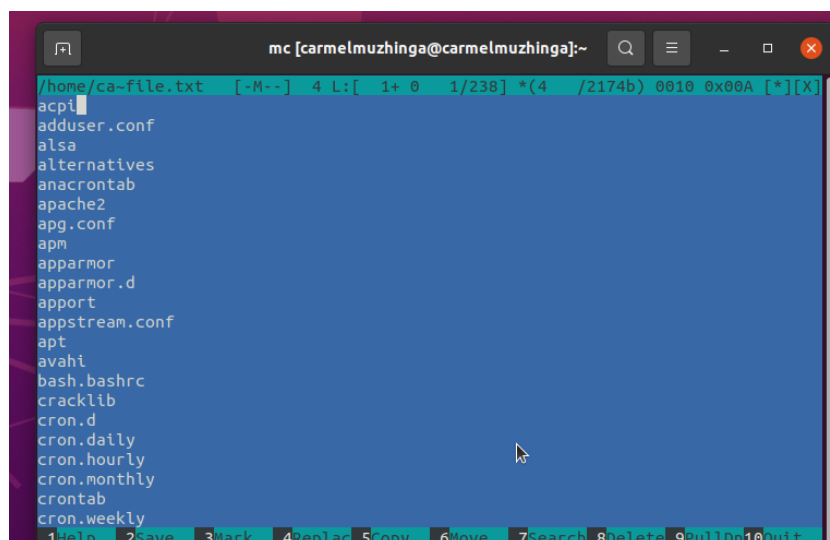 mc [carmelmuzhinga@carmelmuzhinga]:~
/home/ca~file.txt [-M--] 4 L:[ 1+ 0 1/238] *(4 /2174b) 0010 0x00A [*][X]
acpi
adduser.conf
alsa
alternatives
anacrontab
apache2
apg.conf
apm
apparmor
apparmor.d
apport
appstream.conf
apt
avahi
bash.bashrc
cracklib
cron.d
cron.daily
cron.hourly
cron.monthly
crontab
cron.weekly
1Help 2Save 3Mark 4Replac 5Copy 6Move 7Search 8Delete 9PullDn 10Quit